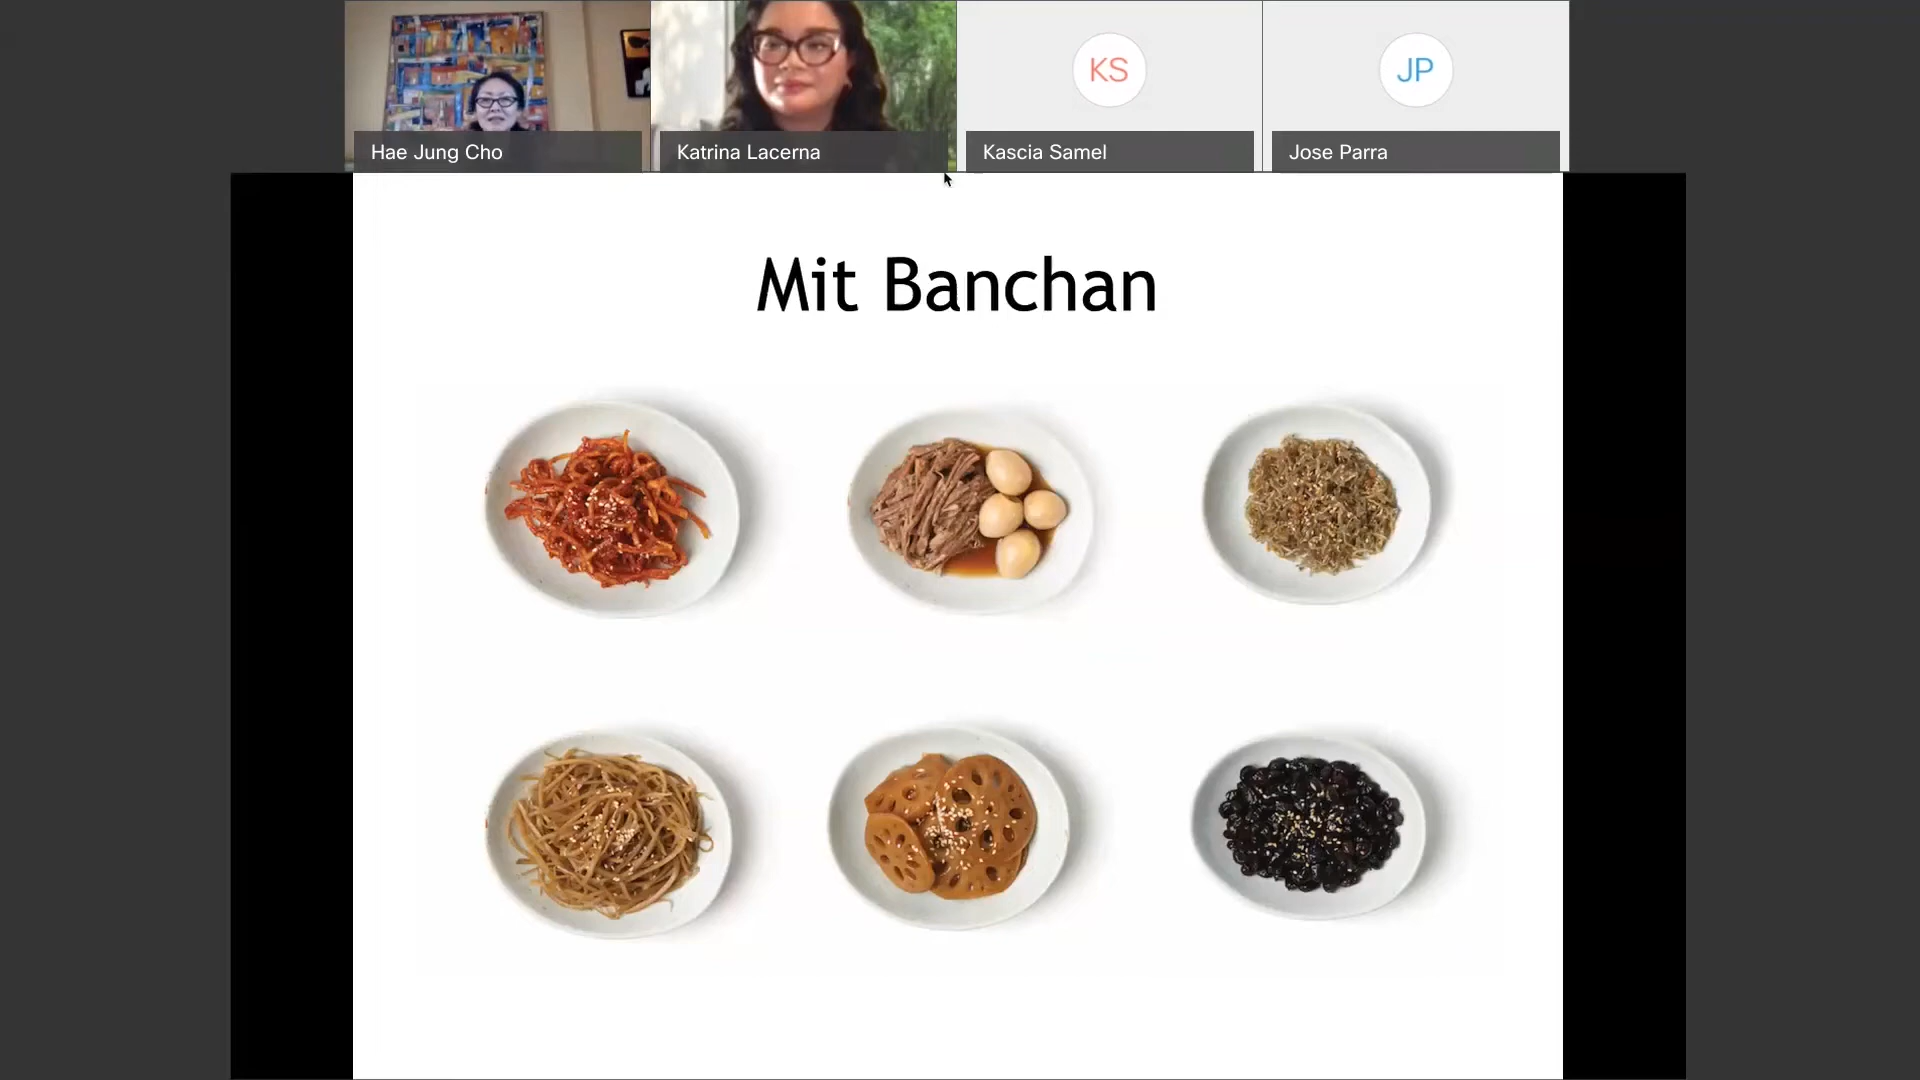 KS
JP
Hae Jung Cho
Katrina Lacerna
Kascia Samel
Jose Parra
Mit Banchan